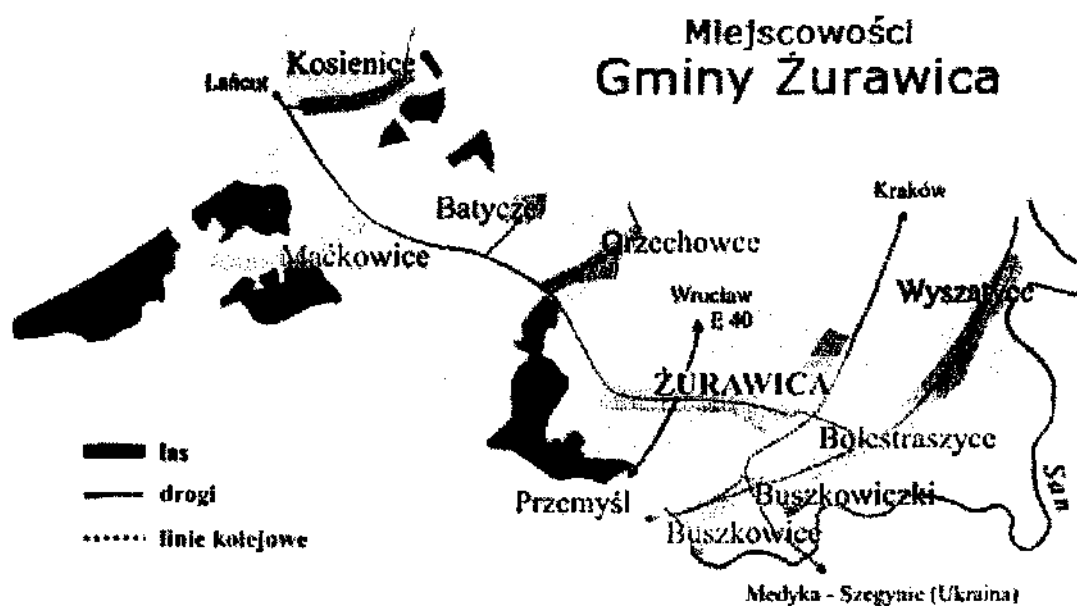 Miejscowości
Gminy Żurawica
Kosienice
Łańcut
Kraków
Batycze
Orzechowce
Maćkowice
Wyszatyce
Wrocław
E 40
ŻURAWICA
Bolestraszyce
las
drogi
linie kolejowe
San
Przemyśl
Buszkowiczki
Buszkowice
Medyka - Szegynie (Ukraina)